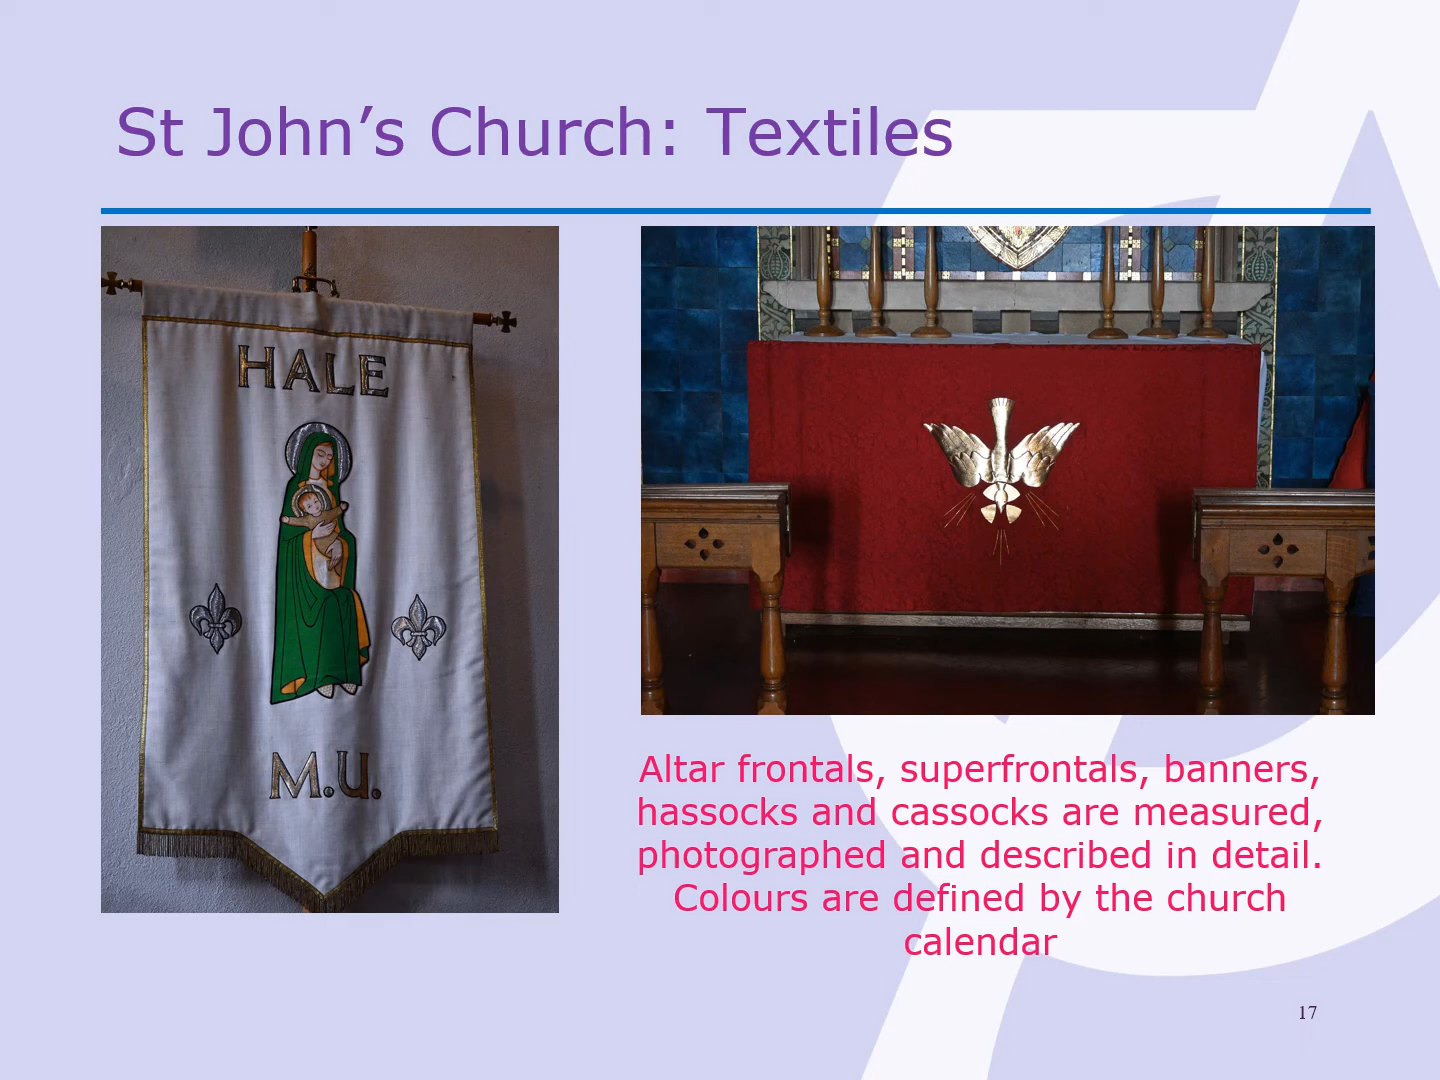 St John’s Church: Textiles
HALE
M.U.
Altar frontals, superfrontals, banners,
hassocks and cassocks are measured,
photographed and described in detail.
Colours are defined by the church
calendar
17